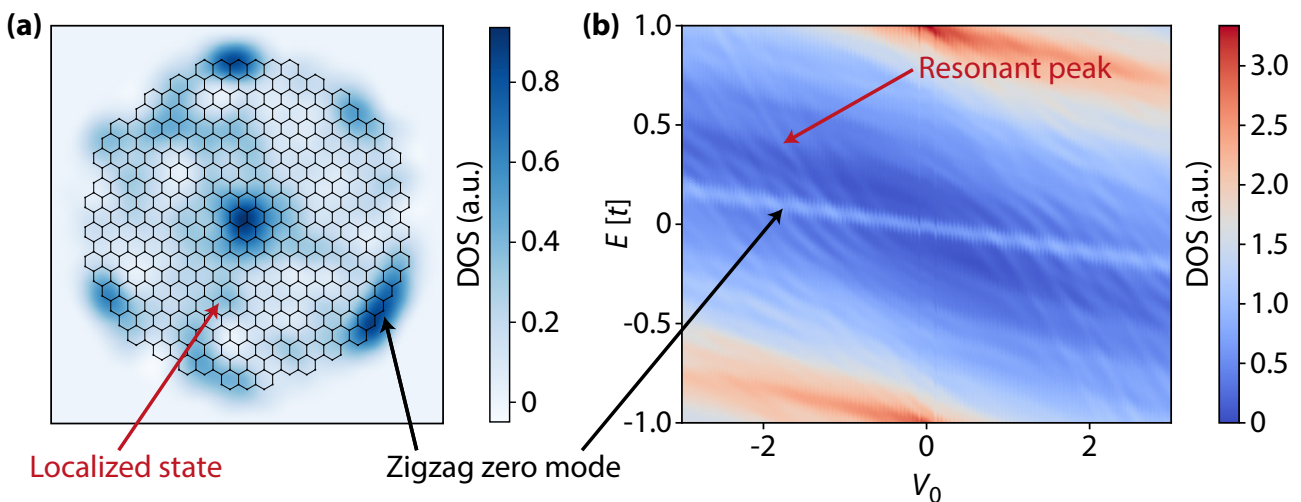 (a)
0.8
0.6
0.4
0.2
0
DOS (a.u.)
Localized state
Zigzag zero mode
(b)
1.0
0.5
0
-0.5
-1.0
E [t]
-2
0
2
V0
Resonant peak
3.0
2.5
2.0
1.5
1.0
0.5
0
DOS (a.u.)